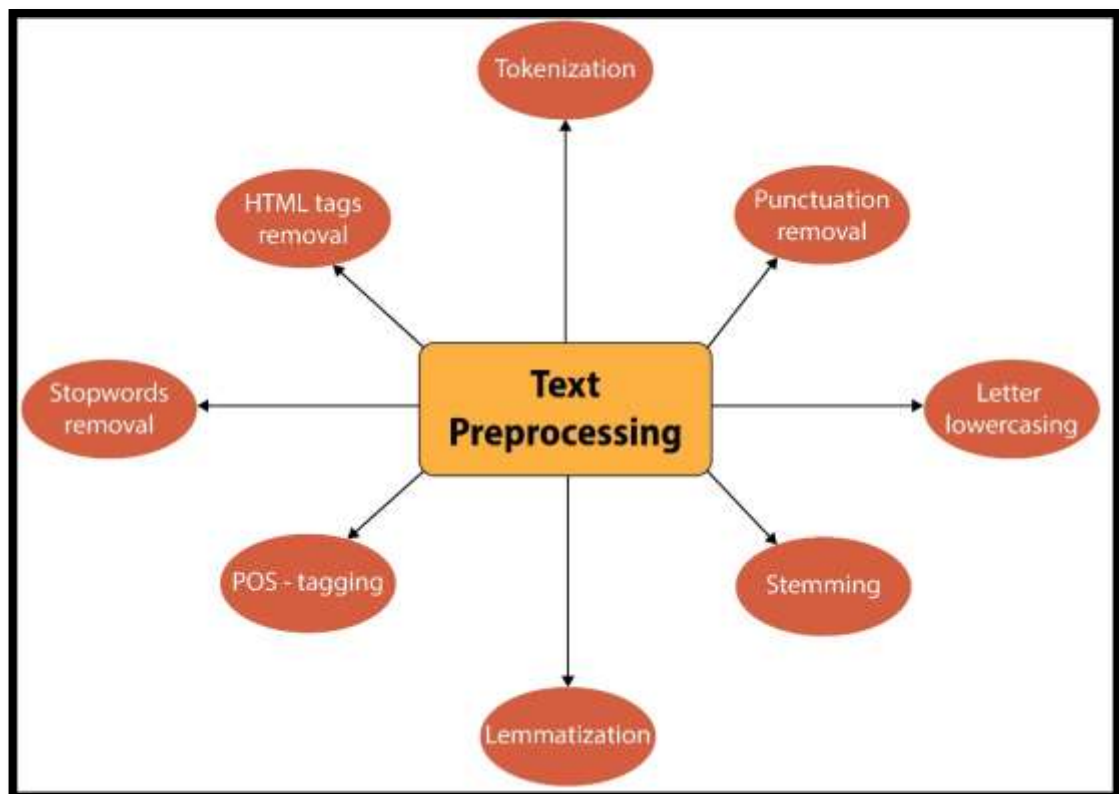 Tokenization
HTML tags
removal
Punctuation
removal
Stopwords
removal
Text
Preprocessing
Letter
lowercasing
POS - tagging
Stemming
Lemmatization